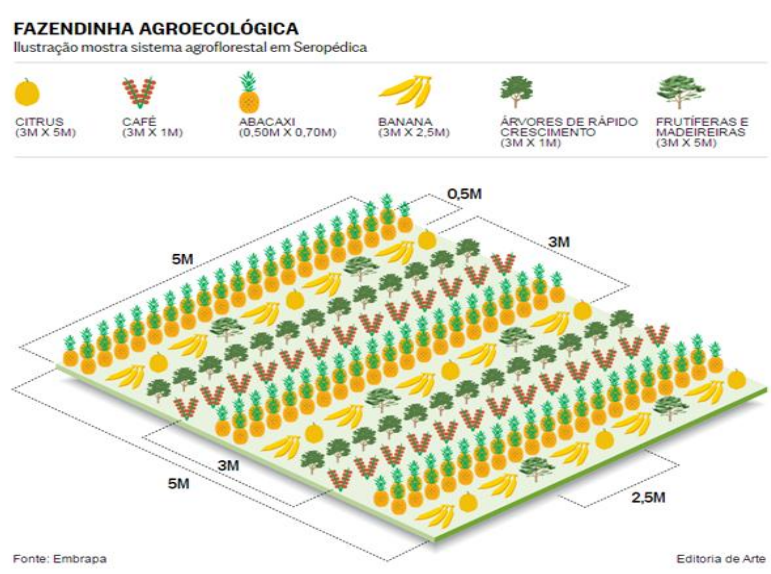 FAZENDINHA AGROECOLÓGICA
Ilustração mostra sistema agroflorestal em Seropédica
CITRUS
(3M X 5M)
CAFÉ
(3M X 1M)
ABACAXI
(0,50M X 0,70M)
BANANA
(3M X 2,5M)
ÁRVORES DE RÁPIDO
CRESCIMENTO
(3M X 1M)
FRUTÍFERAS E
MADEIREIRAS
(3M X 5M)
0,5M
3M
5M
3M
5M
2,5M
Fonte: Embrapa
Editoria de Arte